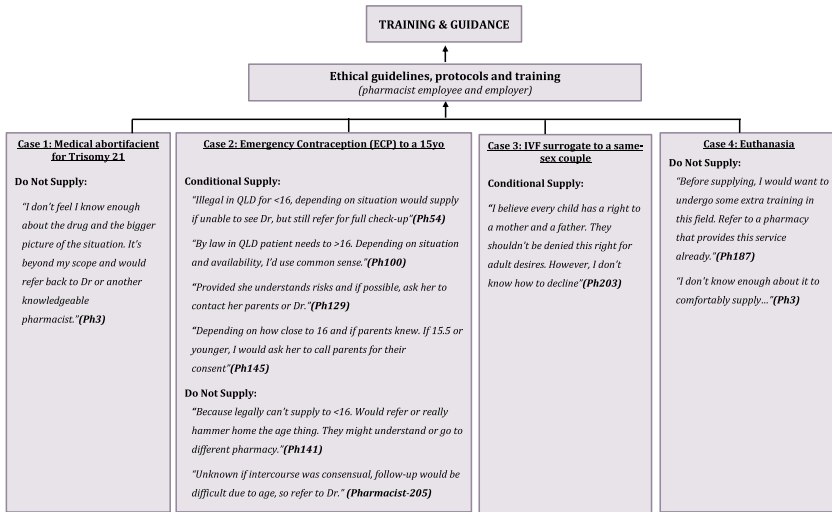 TRAINING & GUIDANCE
Ethical guidelines, protocols and training
(pharmacist employee and employer)
Case 1: Medical abortifacient
for Trisomy 21
Do Not Supply:
"I don't feel I know enough
about the drug and the bigger
picture of the situation. It's
beyond my scope and would
refer back to Dr or another
knowledgeable
pharmacist."(Ph3)
Case 2: Emergency Contraception (ECP) to a 15yo
Conditional Supply:
"Illegal in QLD for <16, depending on situation would supply
if unable to see Dr, but still refer for full check-up"(Ph54)
"By law in QLD patient needs to >16. Depending on situation
and availability, I'd use common sense."(Ph100)
"Provided she understands risks and if possible, ask her to
contact her parents or Dr."(Ph129)
"Depending on how close to 16 and if parents knew. If 15.5 or
younger, I would ask her to call parents for their
consent"(Ph145)
Do Not Supply:
"Because legally can't supply to <16. Would refer or really
hammer home the age thing. They might understand or go to
different pharmacy."(Ph141)
"Unknown if intercourse was consensual, follow-up would be
difficult due to age, so refer to Dr." (Pharmacist-205)
Case 3: IVF surrogate to a same-
sex couple
Conditional Supply:
"I believe every child has a right to
a mother and a father. They
shouldn't be denied this right for
adult desires. However, I don't
know how to decline"(Ph203)
Case 4: Euthanasia
Do Not Supply:
"Before supplying, I would want to
undergo some extra training in
this field. Refer to a pharmacy
that provides this service
already."(Ph187)
"I don't know enough about it to
comfortably supply…"(Ph3)